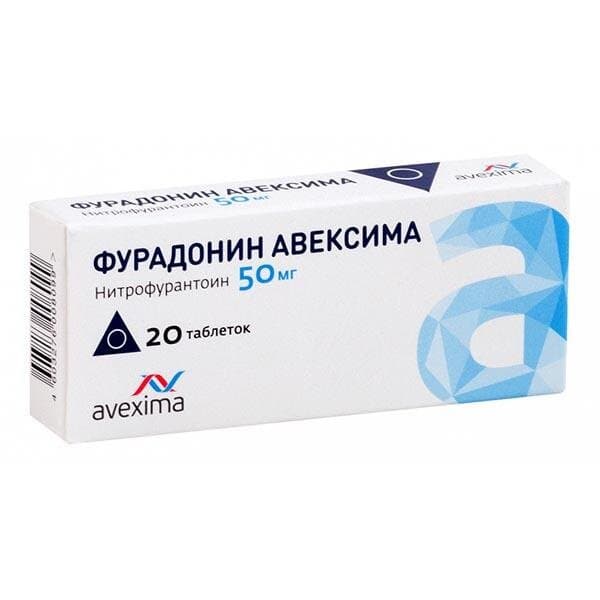 ФУРАДОНИН АВЕКСИМА
Нитрофурантоин 50 мг
avexima
ФУРАДОНИН АВЕКСИМА
Нитрофурантоин 50 мг
20 таблеток
avexima